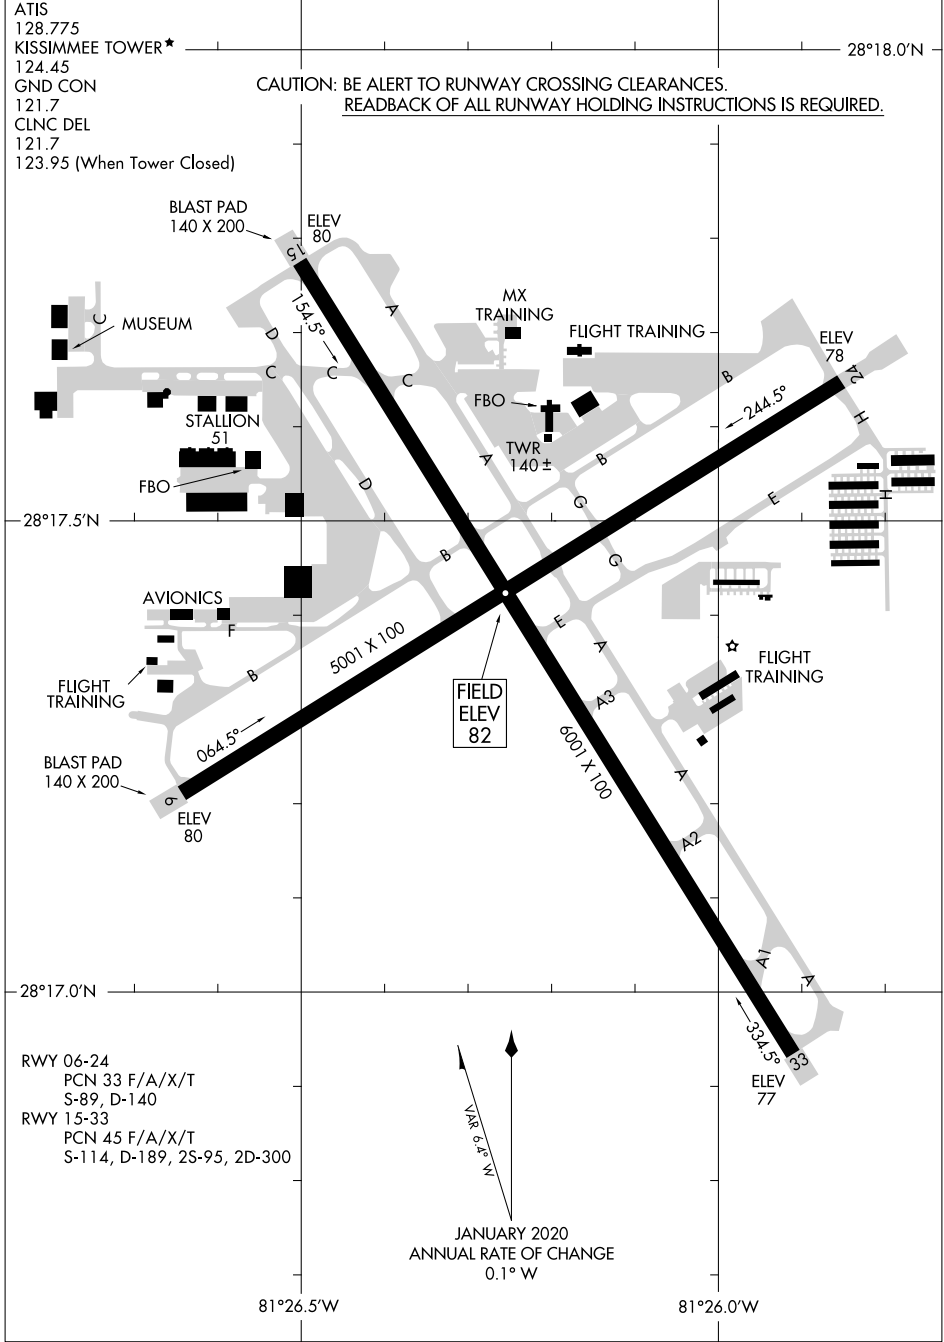 ATIS
128.775
KISSIMMEE TOWER★
124.45
GND CON
121.7
CLNC DEL
121.7
123.95 (When Tower Closed)
28°18.0'N
CAUTION: BE ALERT TO RUNWAY CROSSING CLEARANCES.
READBACK OF ALL RUNWAY HOLDING INSTRUCTIONS IS REQUIRED.
BLAST PAD
140 X 200
ELEV
80
15
154.5°
A
C
MUSEUM
D
C
C
C
MX
TRAINING
FLIGHT TRAINING
ELEV
78
24
B
244.5°
FBO
H
STALLION
51
TWR
140±
A
B
FBO
D
G
E
H
28°17.5'N
B
G
AVIONICS
F
E
A
5001 X 100
B
FLIGHT
TRAINING
FLIGHT
TRAINING
FIELD
ELEV
82
A3
064.5°
6001 X 100
BLAST PAD
140 X 200
A
6
ELEV
80
A2
A1
A
28°17.0'N
334.5°
33
ELEV
77
RWY 06-24
PCN 33 F/A/X/T
S-89, D-140
RWY 15-33
PCN 45 F/A/X/T
S-114, D-189, 2S-95, 2D-300
VAR 6.4° W
JANUARY 2020
ANNUAL RATE OF CHANGE
0.1° W
81°26.5'W
81°26.0'W